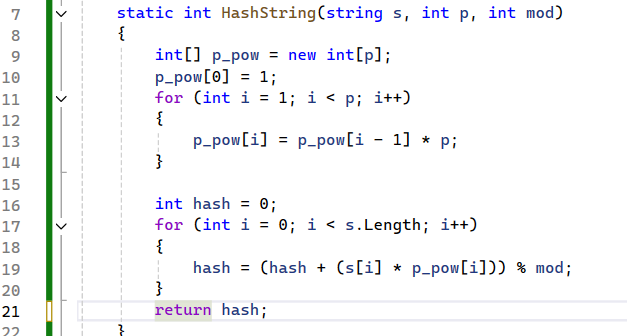 7 static int HashString(string s, int p, int mod)
8 {
9 int[] p_pow = new int[p];
10 p_pow[0] = 1;
11 for (int i = 1; i < p; i++)
12 {
13 p_pow[i] = p_pow[i - 1] * p;
14 }
15
16 int hash = 0;
17 for (int i = 0; i < s.Length; i++)
18 {
19 hash = (hash + (s[i] * p_pow[i])) % mod;
20 }
21 return hash;
22 }